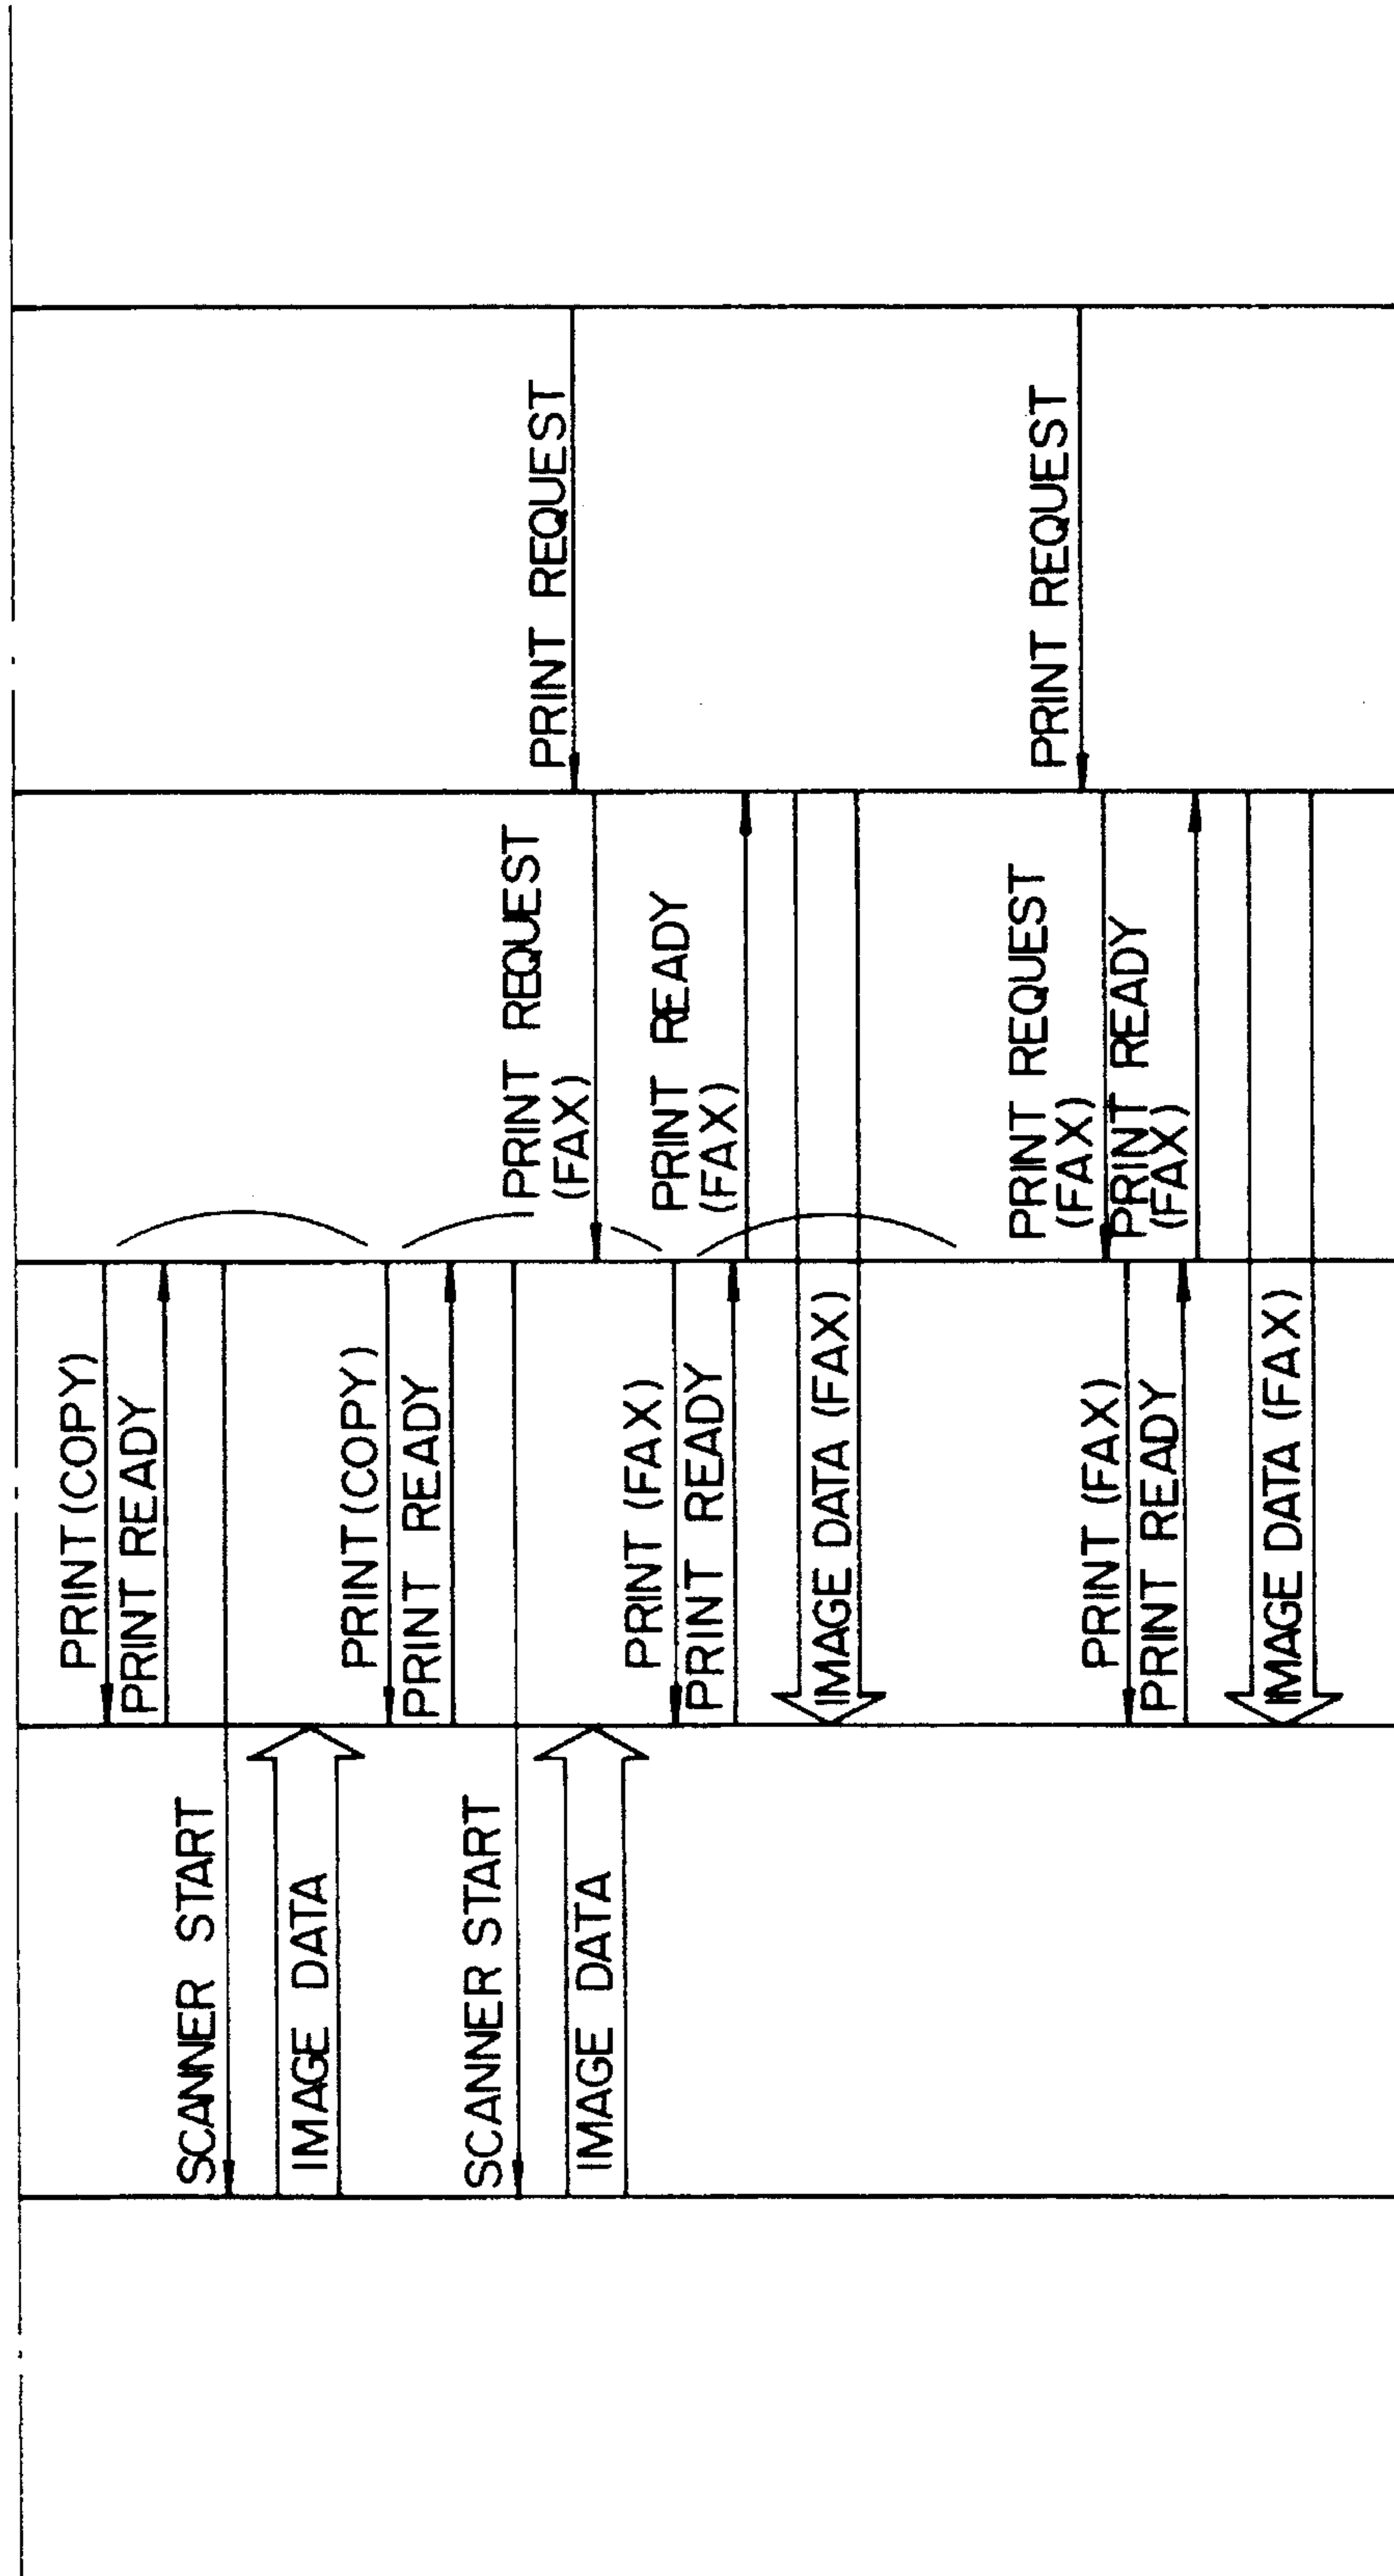 PRINT (COPY)
PRINT READY
SCANNER START
IMAGE DATA
PRINT (COPY)
PRINT READY
SCANNER START
IMAGE DATA
PRINT REQUEST
PRINT REQUEST
(FAX)
PRINT (FAX)
PRINT READY
PRINT READY
(FAX)
IMAGE DATA (FAX)
PRINT REQUEST
PRINT REQUEST
(FAX)
PRINT (FAX)
PRINT READY
PRINT READY
(FAX)
IMAGE DATA (FAX)